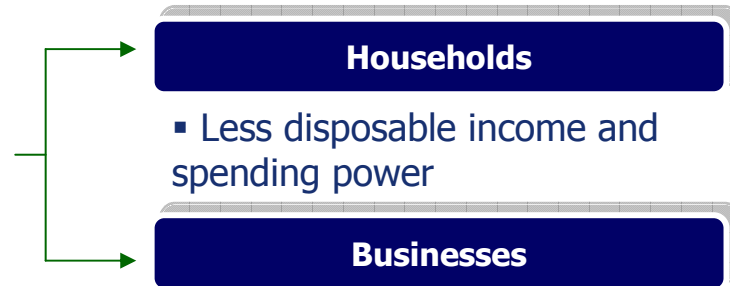 Households
▪ Less disposable income and
spending power
Businesses